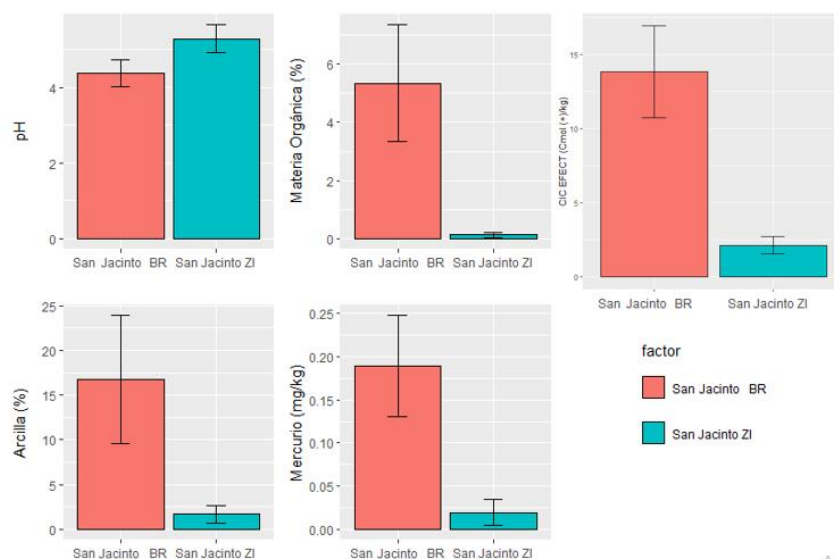 pH
4
2
0
San Jacinto BR San Jacinto ZI
Materia Orgánica (%)
6
4
2
0
San Jacinto BR San Jacinto ZI
CIC EFECT (Cmol (+)/kg)
15
10
5
0
San Jacinto BR San Jacinto ZI
Arcilla (%)
25
20
15
10
5
0
San Jacinto BR San Jacinto ZI
Mercurio (mg/kg)
0.25
0.20
0.15
0.10
0.05
0.00
San Jacinto BR San Jacinto ZI
factor
San Jacinto BR
San Jacinto ZI